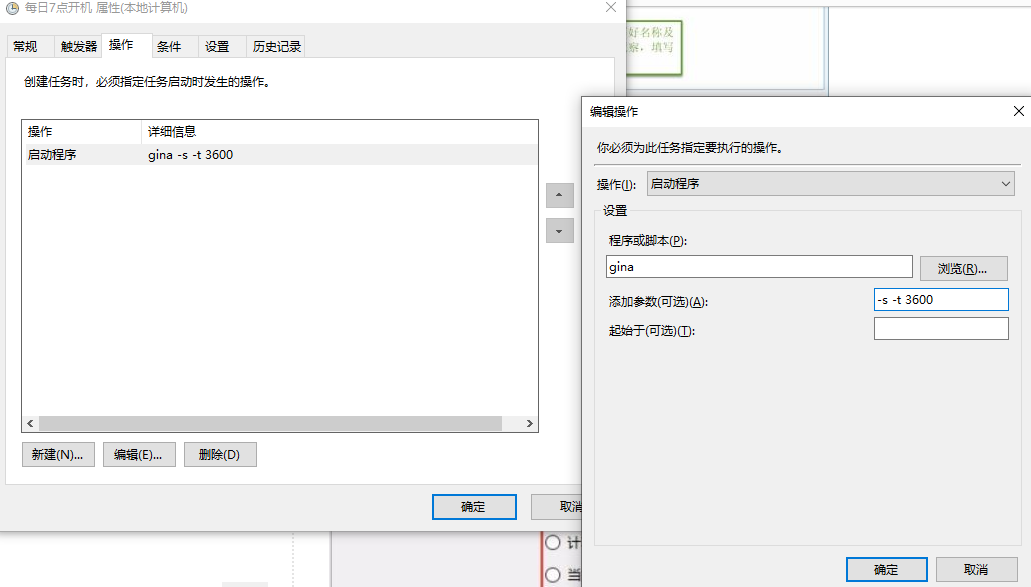 每日7点开机 属性(本地计算机)
常规 触发器 操作 条件 设置 历史记录
创建任务时，必须指定任务启动时发生的操作。
操作 详细信息
启动程序 gina -s -t 3600
新建(N)... 编辑(E)... 删除(D)
确定 取消
好名称及
察，填写
编辑操作
你必须为此任务指定要执行的操作。
操作(I): 启动程序
设置
程序或脚本(P):
gina 浏览(R)...
添加参数(可选)(A): -s -t 3600
起始于(可选)(T):
确定 取消
计
当